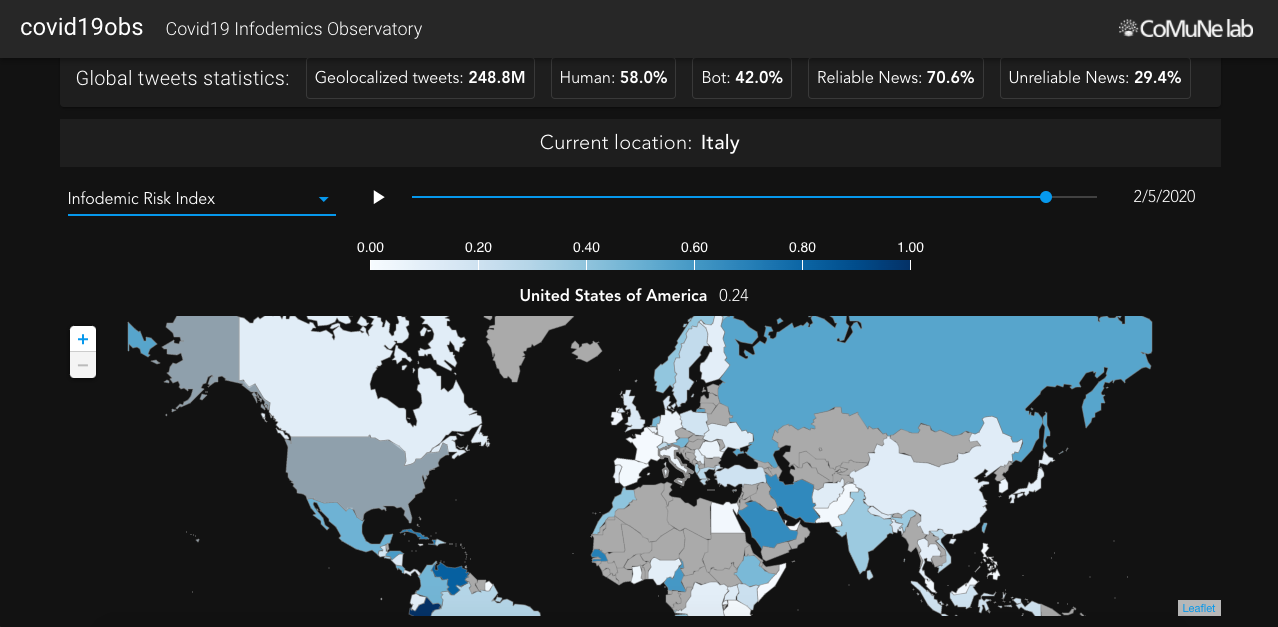 covid19obs Covid19 Infodemics Observatory CoMuNe lab
Global tweets statistics: Geolocalized tweets: 248.8M Human: 58.0% Bot: 42.0% Reliable News: 70.6% Unreliable News: 29.4%
Current location: Italy
Infodemic Risk Index 2/5/2020
0.00 0.20 0.40 0.60 0.80 1.00
United States of America 0.24
+
−
Leaflet